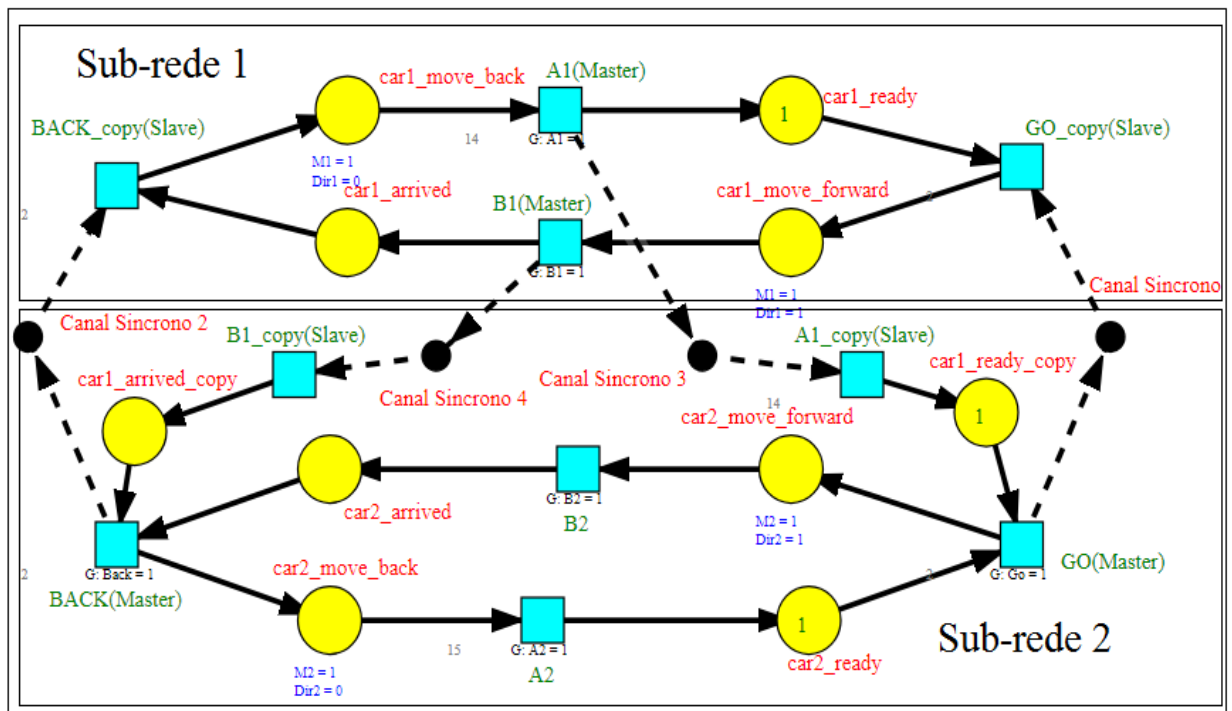 Sub-rede 1
car1_move_back
A1(Master)
car1_ready
BACK_copy(Slave)
GO_copy(Slave)
14
G: A1 = 1
1
M1 = 1
Dir1 = 0
car1_arrived
B1(Master)
car1_move_forward
2
2
G: B1 = 1
M1 = 1
Dir1 = 1
Canal Sincrono
Canal Sincrono 2
B1_copy(Slave)
A1_copy(Slave)
car1_arrived_copy
Canal Sincrono 4
Canal Sincrono 3
car1_ready_copy
14
1
car2_move_forward
car2_arrived
G: B2 = 1
B2
M2 = 1
Dir2 = 1
2
G: Back = 1
BACK(Master)
car2_move_back
2
G: Go = 1
GO(Master)
M2 = 1
Dir2 = 0
15
G: A2 = 1
A2
1
car2_ready
Sub-rede 2